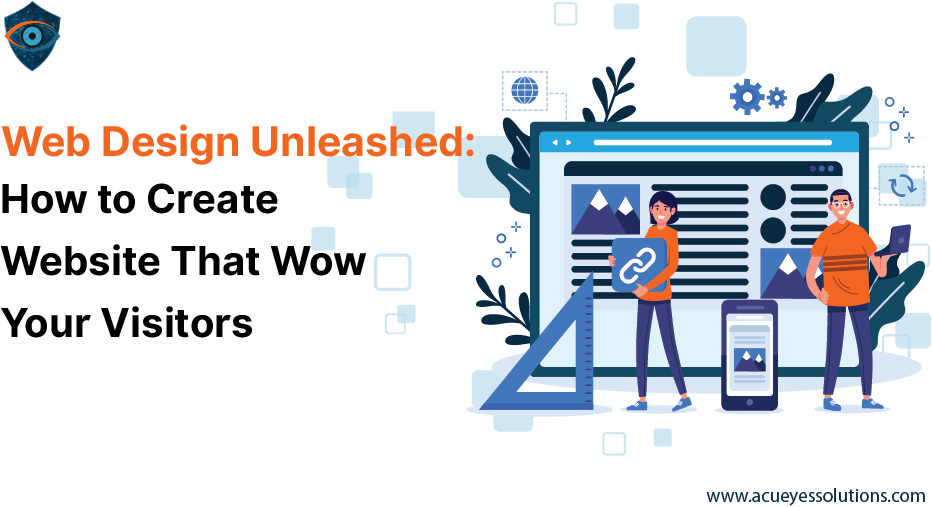 Web Design Unleashed:
How to Create
Website That Wow
Your Visitors
www.acueyessolutions.com